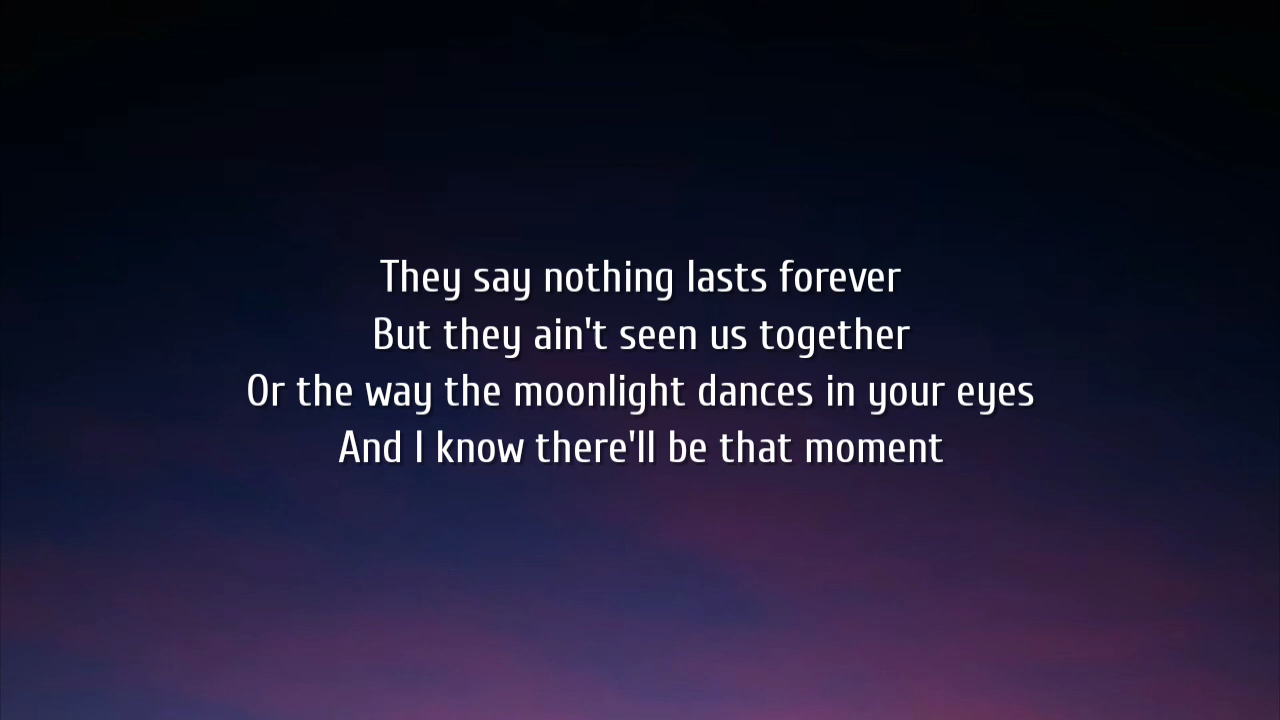 They say nothing lasts forever
But they ain't seen us together
Or the way the moonlight dances in your eyes
And I know there'll be that moment